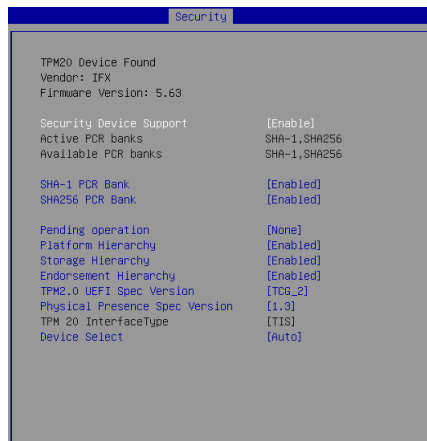 Security
TPM20 Device Found
Vendor: IFX
Firmware Version: 5.63
Security Device Support [Enable]
Active PCR banks SHA-1,SHA256
Available PCR banks SHA-1,SHA256
SHA-1 PCR Bank [Enabled]
SHA256 PCR Bank [Enabled]
Pending operation [None]
Platform Hierarchy [Enabled]
Storage Hierarchy [Enabled]
Endorsement Hierarchy [Enabled]
TPM2.0 UEFI Spec Version [TCG_2]
Physical Presence Spec Version [1.3]
TPM 20 InterfaceType [TIS]
Device Select [Auto]